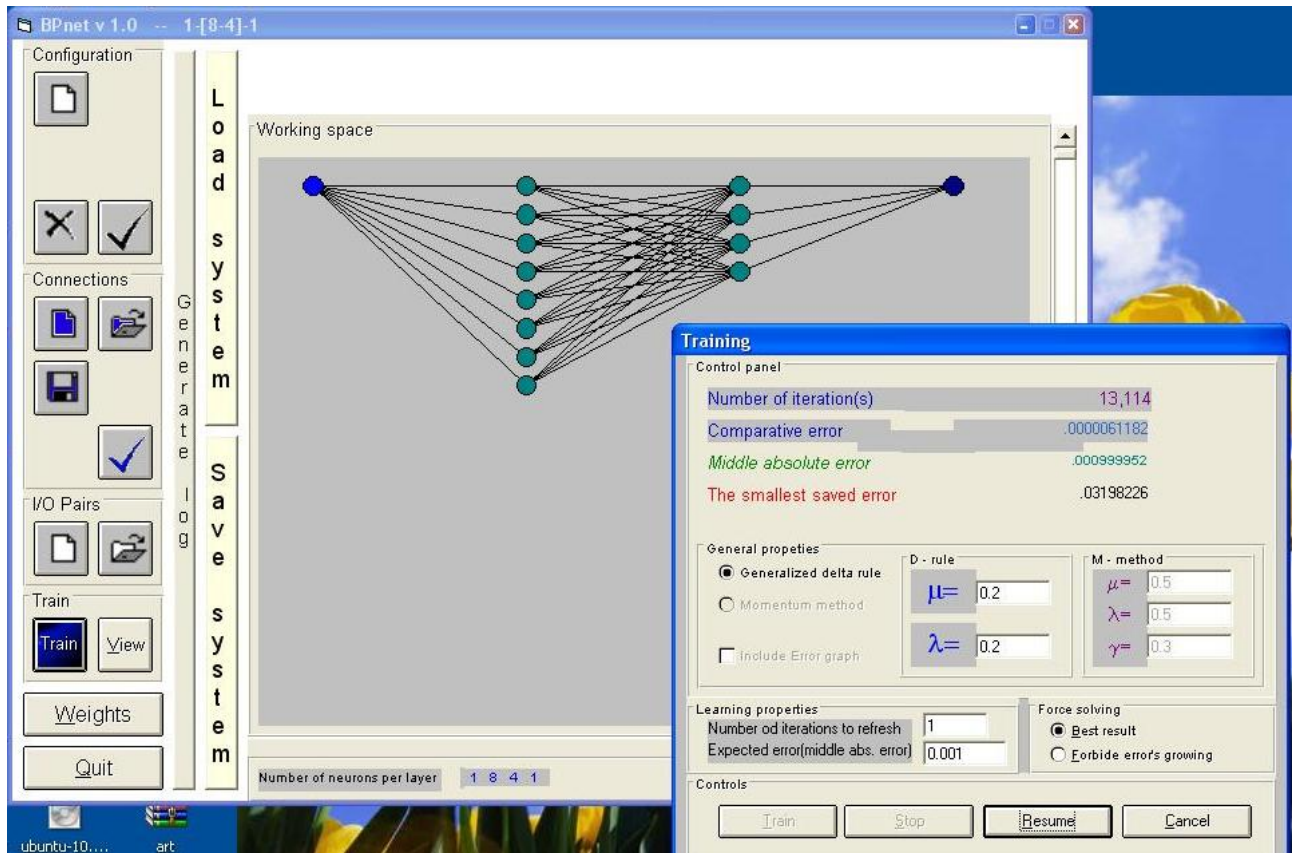 BPnet v 1.0 -- 1-[8-4]-1
Configuration
Connections
I/O Pairs
Train
Train
View
Weights
Quit
Generate log
Load system
Save system
Working space
Number of neurons per layer 1 8 4 1
Training
Control panel
Number of iteration(s) 13,114
Comparative error .0000061182
Middle absolute error .000999952
The smallest saved error .03198226
General propeties
Generalized delta rule
Momentum method
Include Error graph
D - rule
μ= 0.2
λ= 0.2
M - method
μ= 0.5
λ= 0.5
γ= 0.3
Learning properties
Number od iterations to refresh 1
Expected error(middle abs. error) 0.001
Force solving
Best result
Forbide error's growing
Controls
Train
Stop
Resume
Cancel
ubuntu-10....
art